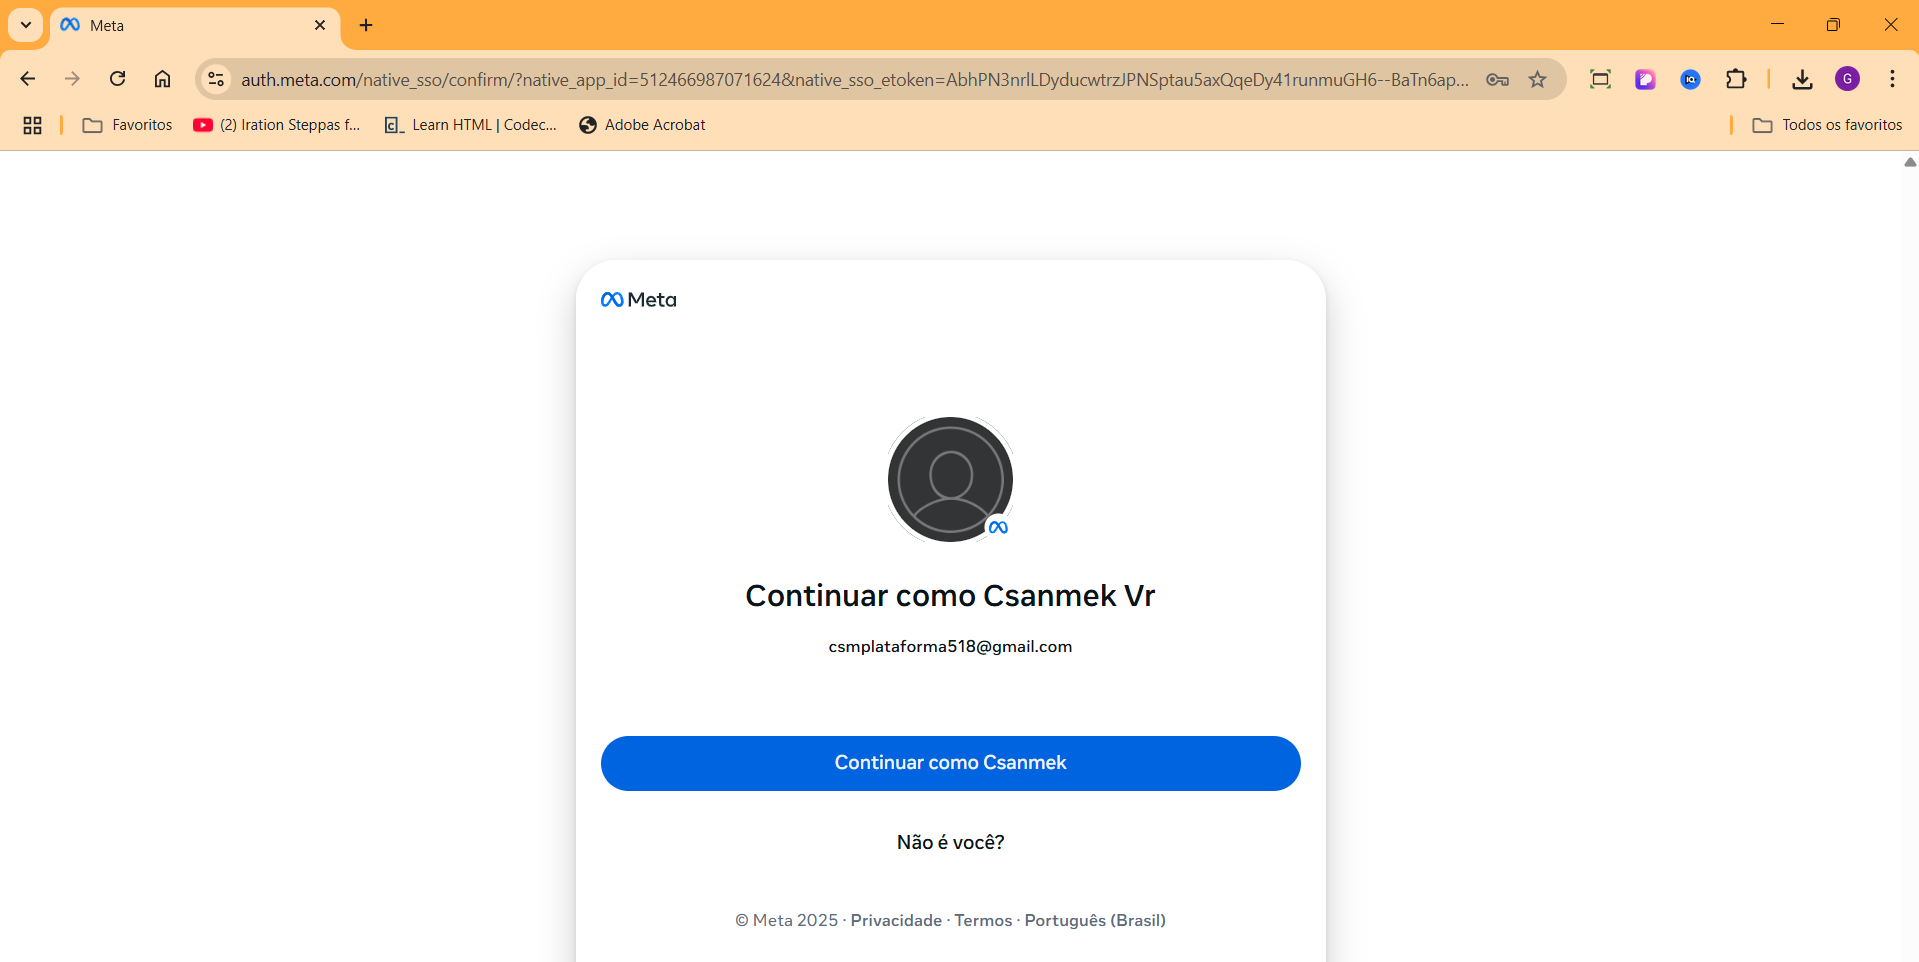 Meta
auth.meta.com/native_sso/confirm/?native_app_id=512466987071624&native_sso_etoken=AbhPN3nrlLDyducwtrzJPNSptau5axQqeDy41runmuGH6--BaTn6ap...
G
Favoritos
(2) Iration Steppas f...
Learn HTML | Codec...
Adobe Acrobat
Todos os favoritos
Meta
Continuar como Csanmek Vr
csmplataforma518@gmail.com
Continuar como Csanmek
Não é você?
© Meta 2025 · Privacidade · Termos · Português (Brasil)